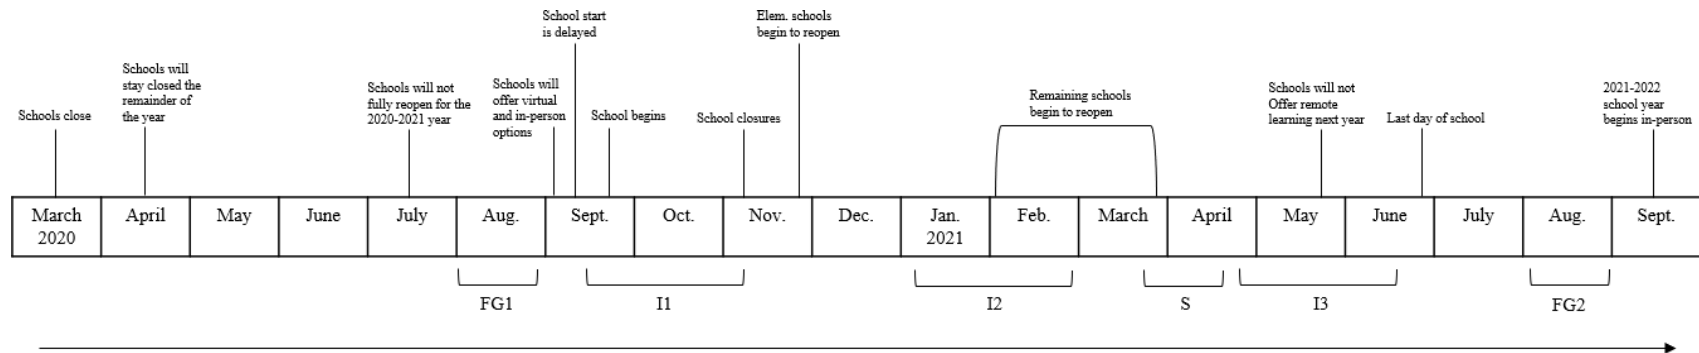 School start
is delayed
Elem. schools
begin to reopen
Schools close
Schools will
stay closed the
remainder of
the year
Schools will not
fully reopen for the
2020-2021 year
Schools will
offer virtual
and in-person
options
School begins
School closures
Remaining schools
begin to reopen
Schools will not
Offer remote
learning next year
Last day of school
2021-2022
school year
begins in-person
March
2020
April
May
June
July
Aug.
Sept.
Oct.
Nov.
Dec.
Jan.
2021
Feb.
March
April
May
June
July
Aug.
Sept.
FG1
I1
I2
S
I3
FG2